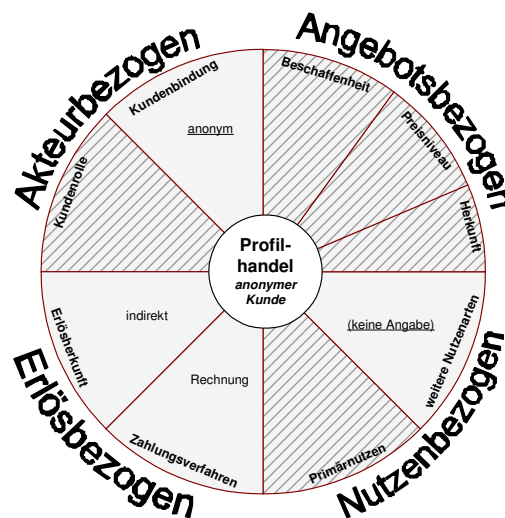 Akteurbezogen
Angebotsbezogen
Kundenbindung
anonym
Beschaffenheit
Preisniveau
Herkunft
Kundenrolle
Profil-
handel
anonymer
Kunde
Erlösherkunft
indirekt
Rechnung
Zahlungsverfahren
(keine Angabe)
weitere Nutzenarten
Primärnutzen
Erlösbezogen
Nutzenbezogen